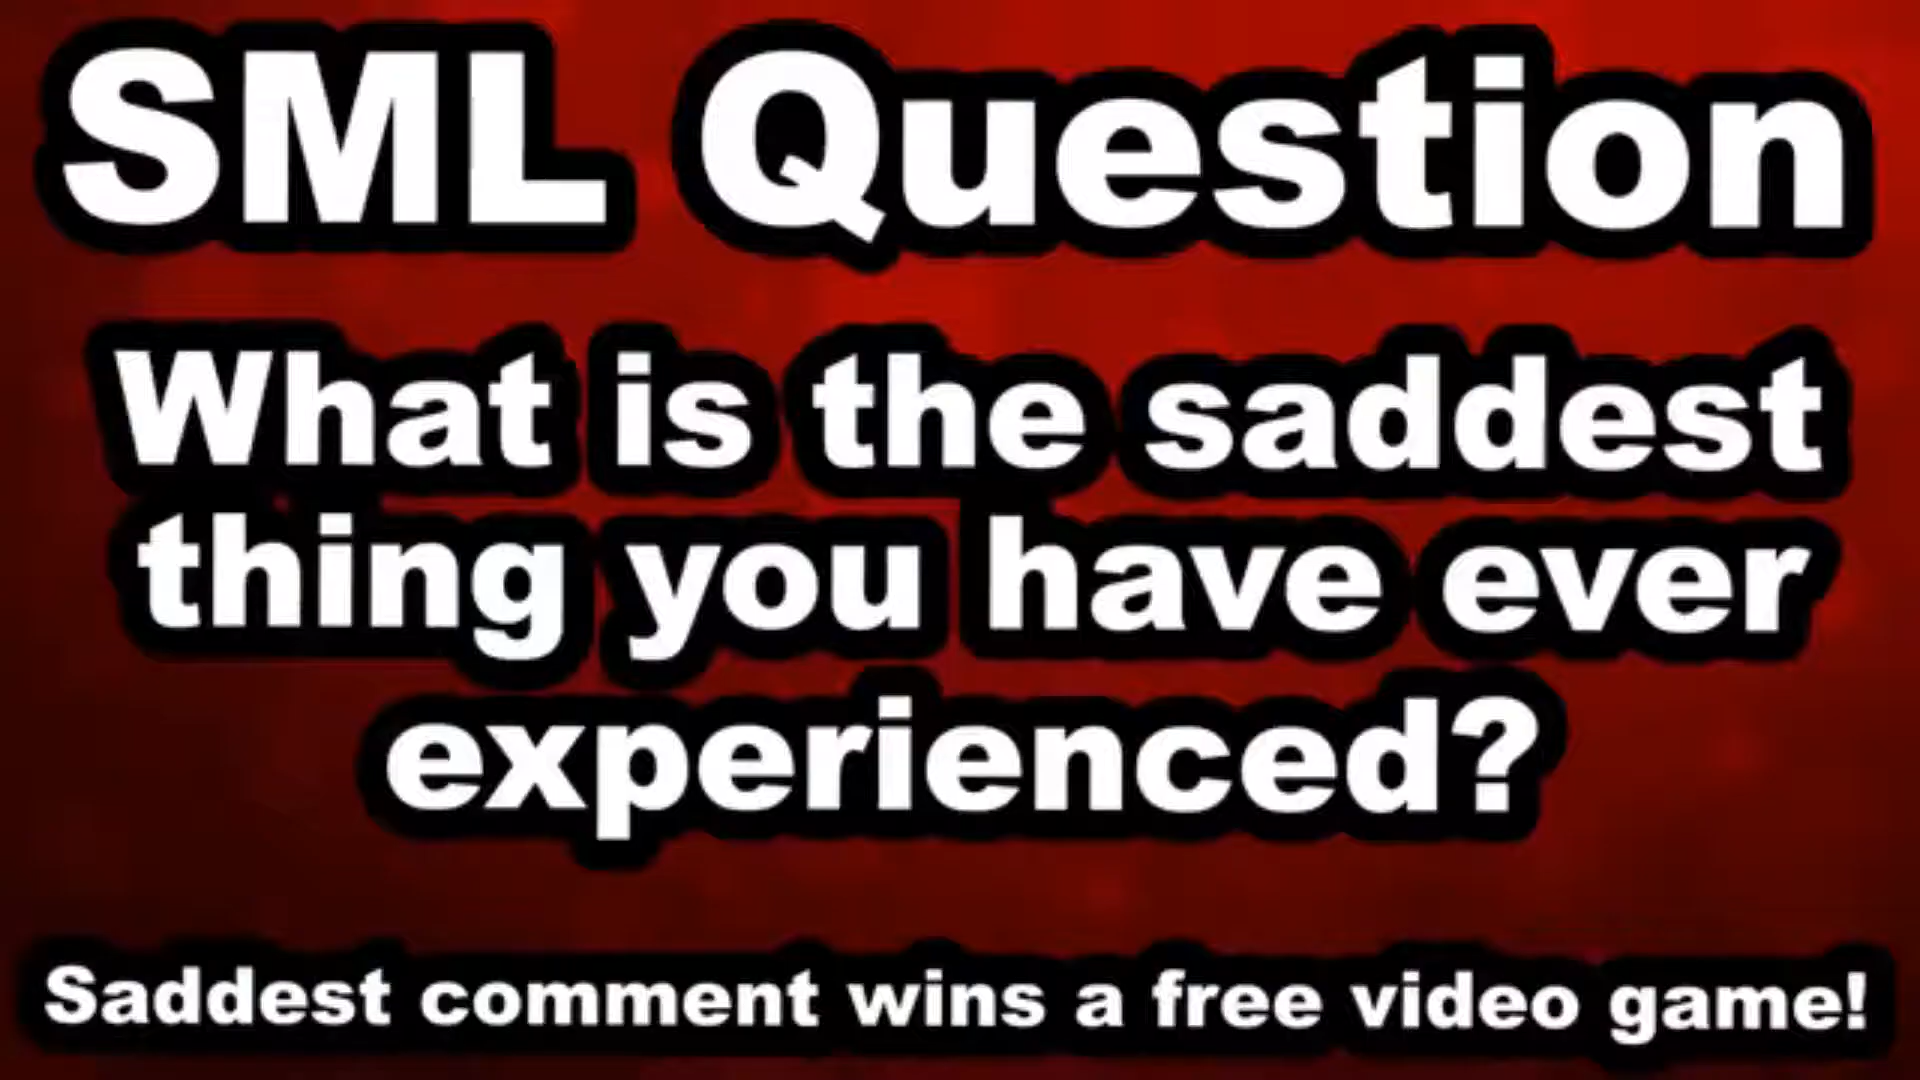 SML Question
What is the saddest
thing you have ever
experienced?
Saddest comment wins a free video game!